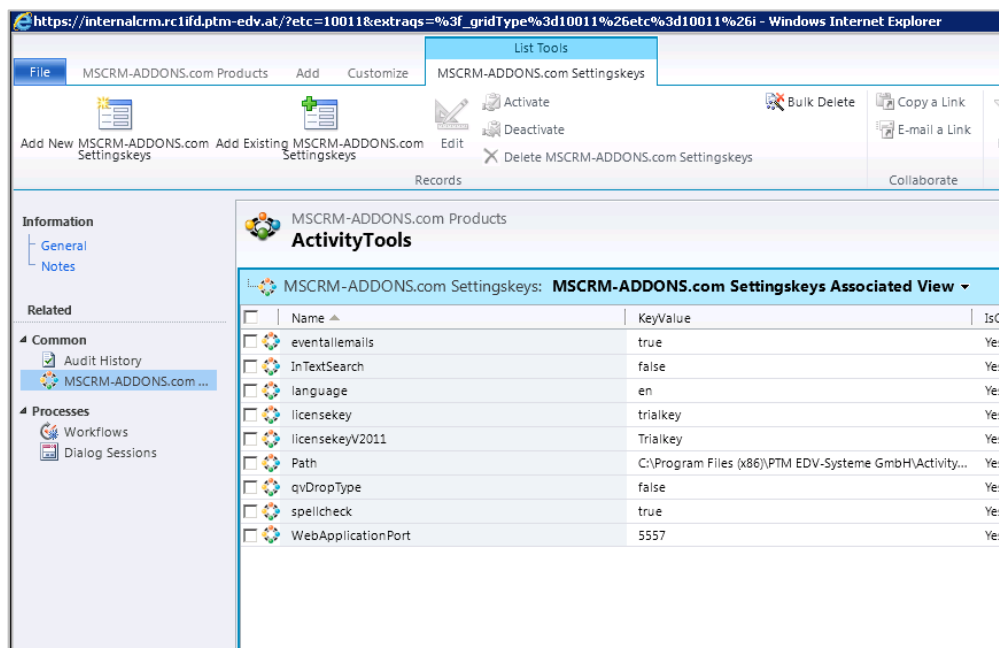 https://internalcrm.rc1ifd.ptm-edv.at/?etc=10011&extraqs=%3f_gridType%3d10011%26etc%3d10011%26i - Windows Internet Explorer
List Tools
File MSCRM-ADDONS.com Products Add Customize MSCRM-ADDONS.com Settingskeys
Add New MSCRM-ADDONS.com Settingskeys
Add Existing MSCRM-ADDONS.com Settingskeys
Edit
Activate
Deactivate
Delete MSCRM-ADDONS.com Settingskeys
Bulk Delete
Copy a Link
E-mail a Link
Records
Collaborate
Information
General
Notes
Related
Common
Audit History
MSCRM-ADDONS.com ...
Processes
Workflows
Dialog Sessions
MSCRM-ADDONS.com Products
ActivityTools
MSCRM-ADDONS.com Settingskeys: MSCRM-ADDONS.com Settingskeys Associated View
Name KeyValue
eventallemails true
InTextSearch false
language en
licensekey trialkey
licensekeyV2011 Trialkey
Path C:\Program Files (x86)\PTM EDV-Systeme GmbH\Activity...
qvDropType false
spellcheck true
WebApplicationPort 5557